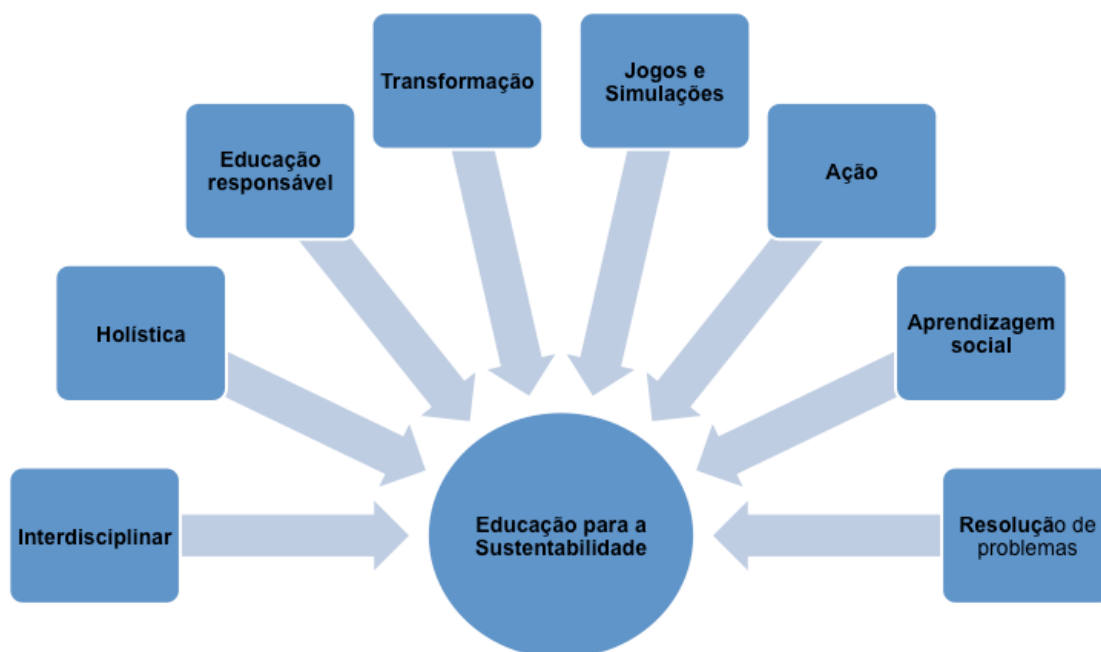 Transformação
Jogos e
Simulações
Educação
responsável
Ação
Holística
Aprendizagem
social
Interdisciplinar
Educação para a
Sustentabilidade
Resolução de
problemas